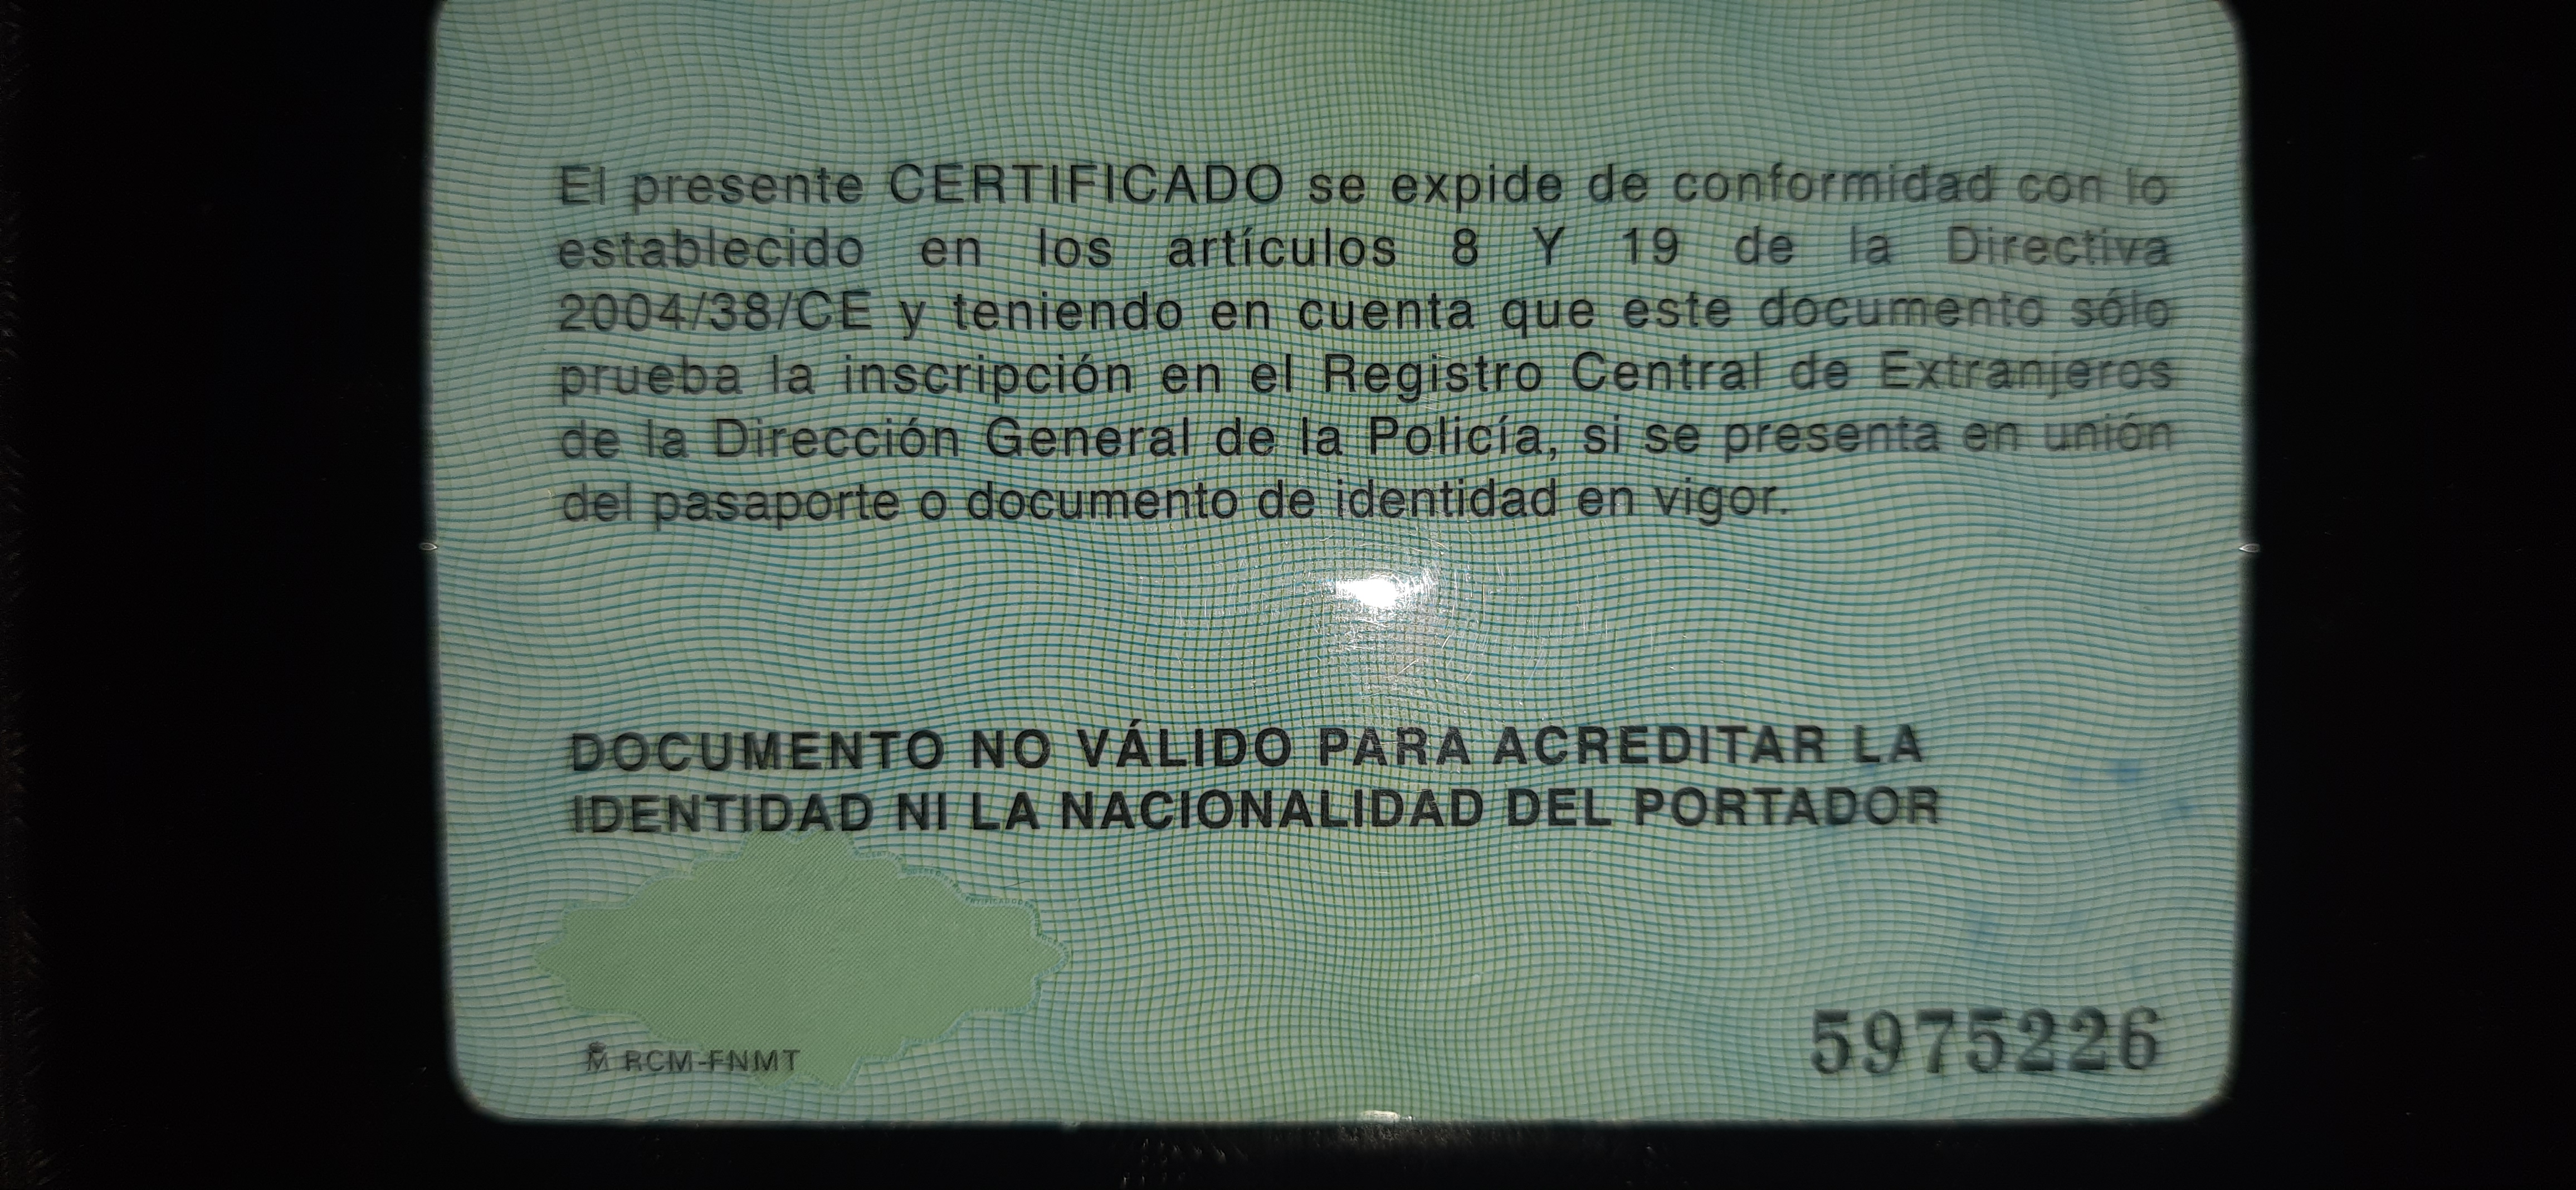 El presente CERTIFICADO se expide de conformidad con lo
establecido en los artículos 8 Y 19 de la Directiva
2004/38/CE y teniendo en cuenta que este documento sólo
prueba la inscripción en el Registro Central de Extranjeros
de la Dirección General de la Policía, si se presenta en unión
del pasaporte o documento de identidad en vigor.
DOCUMENTO NO VÁLIDO PARA ACREDITAR LA
IDENTIDAD NI LA NACIONALIDAD DEL PORTADOR
M RCM-FNMT
5975226